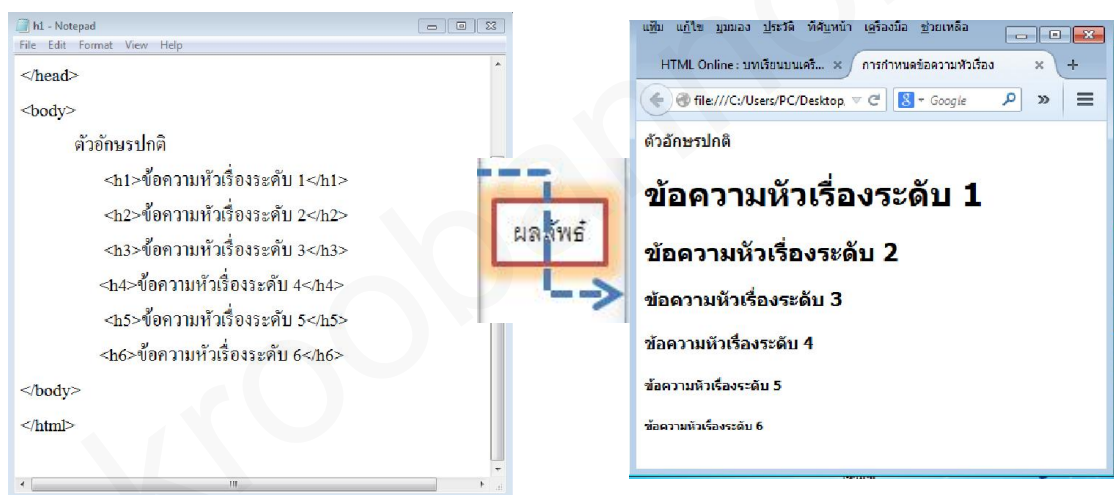 h1 - Notepad
File Edit Format View Help
</head>
<body>
ตัวอักษรปกติ
<h1>ข้อความหัวเรื่องระดับ 1</h1>
<h2>ข้อความหัวเรื่องระดับ 2</h2>
<h3>ข้อความหัวเรื่องระดับ 3</h3>
<h4>ข้อความหัวเรื่องระดับ 4</h4>
<h5>ข้อความหัวเรื่องระดับ 5</h5>
<h6>ข้อความหัวเรื่องระดับ 6</h6>
</body>
</html>
ผลลัพธ์
แฟ้ม แก้ไข มุมมอง ประวัติ ที่คั่นหน้า เครื่องมือ ช่วยเหลือ
HTML Online : บทเรียนบนเครื... การกำหนดข้อความหัวเรื่อง
file:///C:/Users/PC/Desktop, Google
ตัวอักษรปกติ
ข้อความหัวเรื่องระดับ 1
ข้อความหัวเรื่องระดับ 2
ข้อความหัวเรื่องระดับ 3
ข้อความหัวเรื่องระดับ 4
ข้อความหัวเรื่องระดับ 5
ข้อความหัวเรื่องระดับ 6